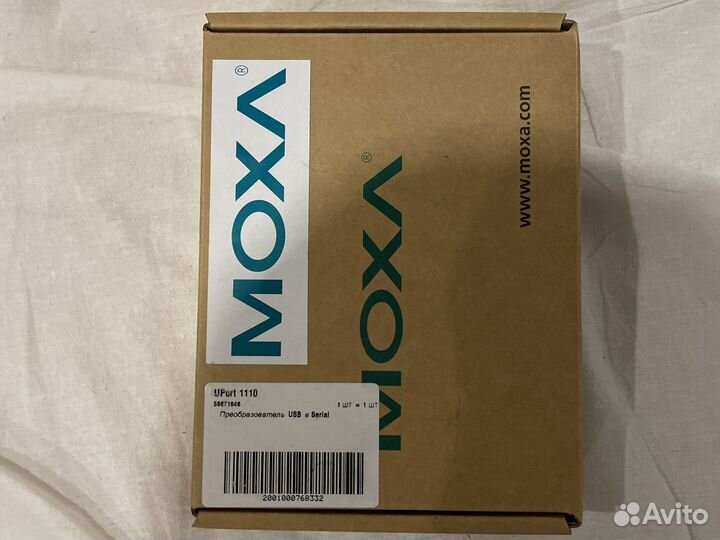 MOXA®
MOXA®
www.moxa.com
UPort 1110
1 шт = 1 шт
Преобразователь USB в Serial
2001000768332
Avito